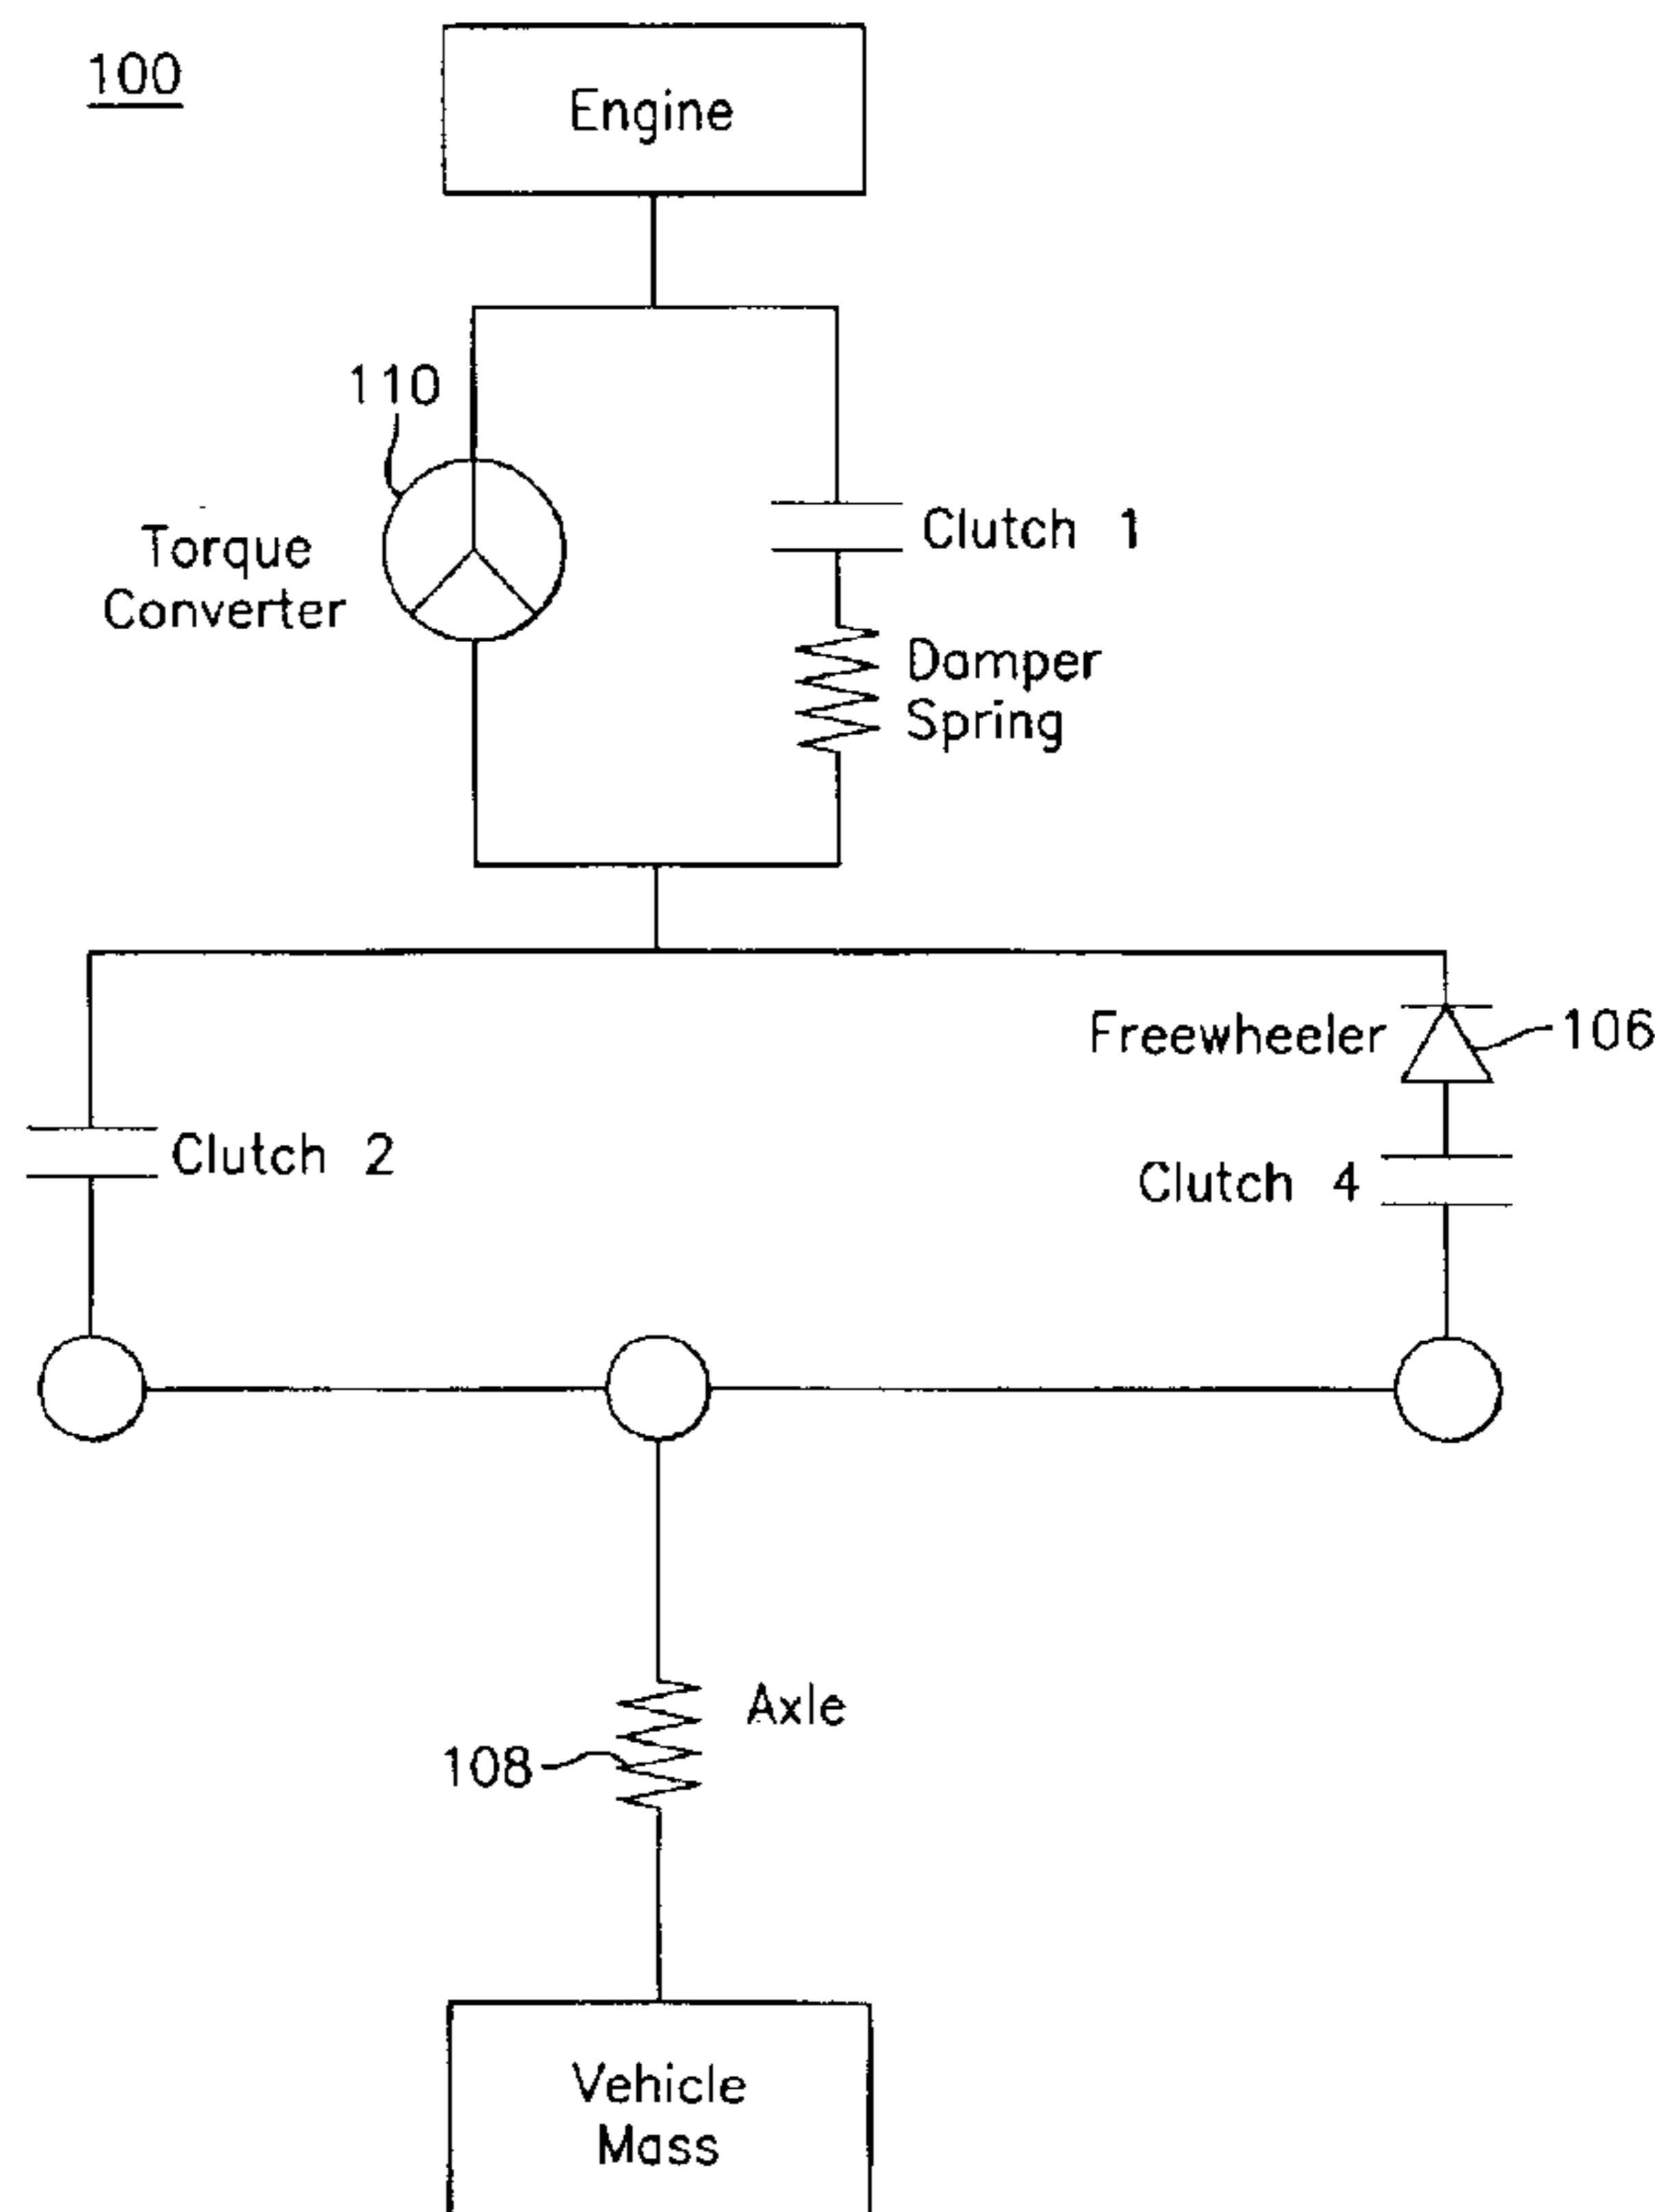 100
Engine
110
Torque
Converter
Clutch 1
Damper
Spring
Freewheeler
106
Clutch 2
Clutch 4
Axle
108
Vehicle
Mass